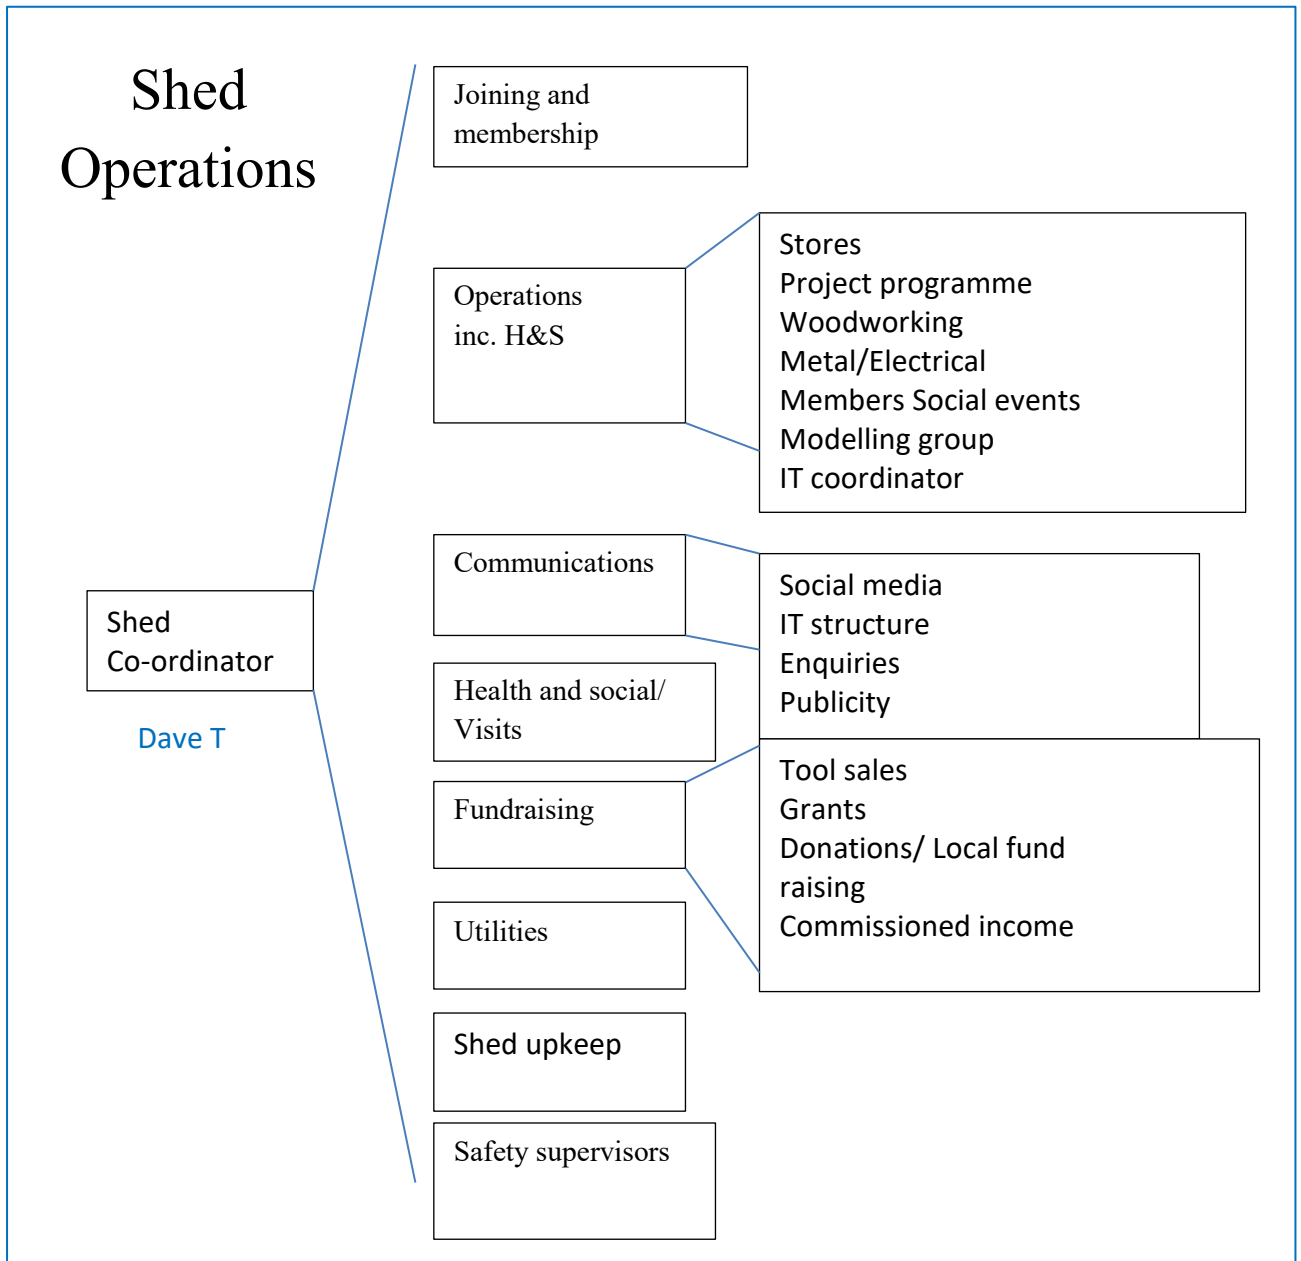 Shed
Operations
Joining and
membership
Operations
inc. H&S
Stores
Project programme
Woodworking
Metal/Electrical
Members Social events
Modelling group
IT coordinator
Communications
Social media
IT structure
Enquiries
Publicity
Shed
Co-ordinator
Dave T
Health and social/
Visits
Fundraising
Tool sales
Grants
Donations/ Local fund
raising
Commissioned income
Utilities
Shed upkeep
Safety supervisors